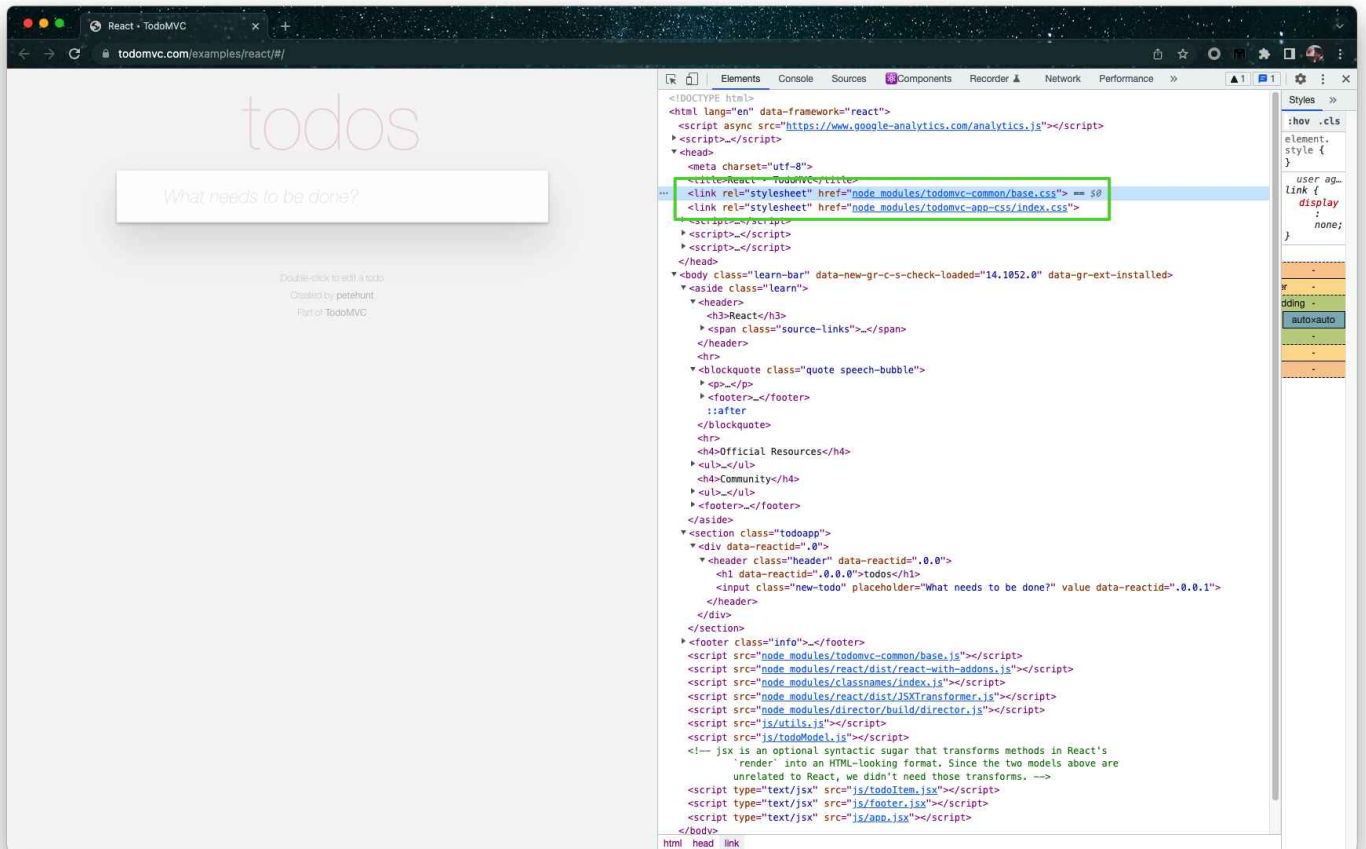 React • TodoMVC
todomvc.com/examples/react/#/
todos
What needs to be done?
Double-click to edit a todo
Created by petehunt
Part of TodoMVC
Elements Console Sources Components Recorder Network Performance »
1 1
<!DOCTYPE html>
<html lang="en" data-framework="react">
<script async src="https://www.google-analytics.com/analytics.js"></script>
<script>…</script>
<head>
<meta charset="utf-8">
<title>React • TodoMVC</title>
<link rel="stylesheet" href="node_modules/todomvc-common/base.css"> == $0
<link rel="stylesheet" href="node_modules/todomvc-app-css/index.css">
<script>…</script>
<script>…</script>
<script>…</script>
</head>
<body class="learn-bar" data-new-gr-c-s-check-loaded="14.1052.0" data-gr-ext-installed>
<aside class="learn">
<header>
<h3>React</h3>
<span class="source-links">…</span>
</header>
<hr>
<blockquote class="quote speech-bubble">
<p>…</p>
<footer>…</footer>
::after
</blockquote>
<hr>
<h4>Official Resources</h4>
<ul>…</ul>
<h4>Community</h4>
<ul>…</ul>
<footer>…</footer>
</aside>
<section class="todoapp">
<div data-reactid=".0">
<header class="header" data-reactid=".0.0">
<h1 data-reactid=".0.0.0">todos</h1>
<input class="new-todo" placeholder="What needs to be done?" value data-reactid=".0.0.1">
</header>
</div>
</section>
<footer class="info">…</footer>
<script src="node_modules/todomvc-common/base.js"></script>
<script src="node_modules/react/dist/react-with-addons.js"></script>
<script src="node_modules/classnames/index.js"></script>
<script src="node_modules/react/dist/JSXTransformer.js"></script>
<script src="node_modules/director/build/director.js"></script>
<script src="js/utils.js"></script>
<script src="js/todoModel.js"></script>
<!-- jsx is an optional syntactic sugar that transforms methods in React's
`render` into an HTML-looking format. Since the two models above are
unrelated to React, we didn't need those transforms. -->
<script type="text/jsx" src="js/todoItem.jsx"></script>
<script type="text/jsx" src="js/footer.jsx"></script>
<script type="text/jsx" src="js/app.jsx"></script>
</body>
html head link
Styles »
:hov .cls
element.
style {
}
user ag…
link {
display
:
none;
}
-
er -
dding -
auto×auto
-
-
-